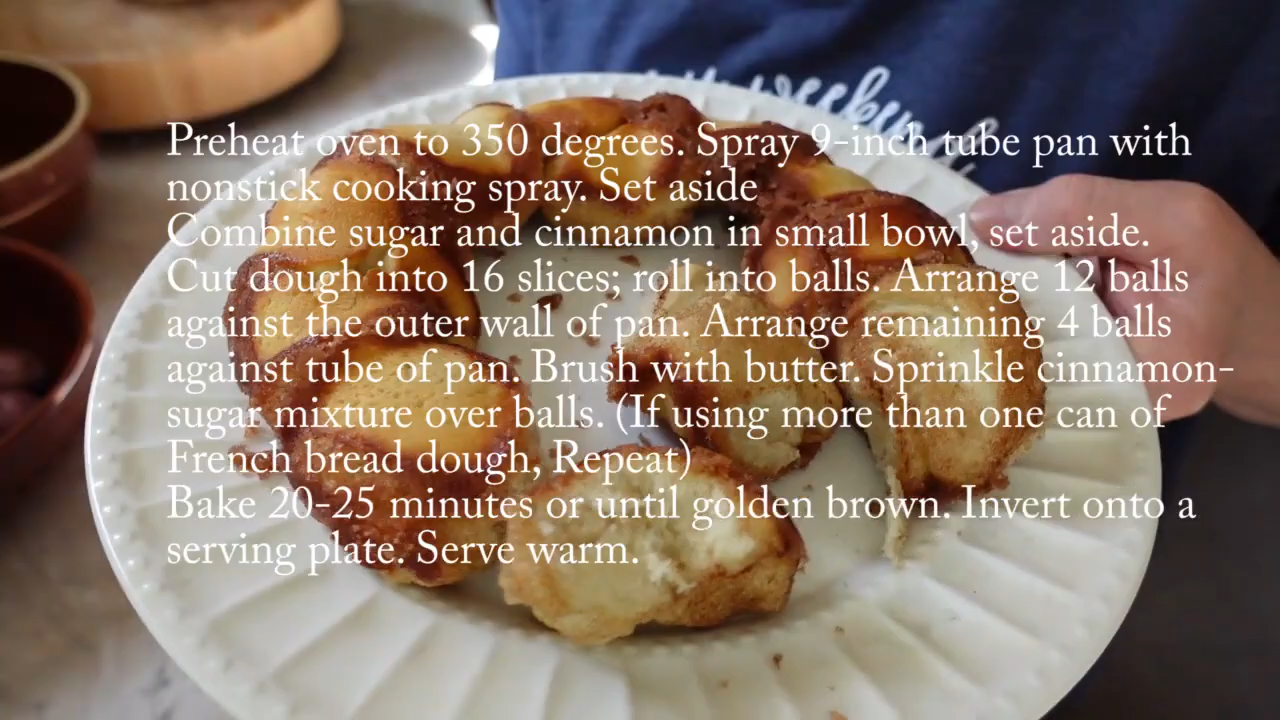 weeken
Preheat oven to 350 degrees. Spray 9-inch tube pan with
nonstick cooking spray. Set aside
Combine sugar and cinnamon in small bowl, set aside.
Cut dough into 16 slices; roll into balls. Arrange 12 balls
against the outer wall of pan. Arrange remaining 4 balls
against tube of pan. Brush with butter. Sprinkle cinnamon-
sugar mixture over balls. (If using more than one can of
French bread dough, Repeat)
Bake 20-25 minutes or until golden brown. Invert onto a
serving plate. Serve warm.